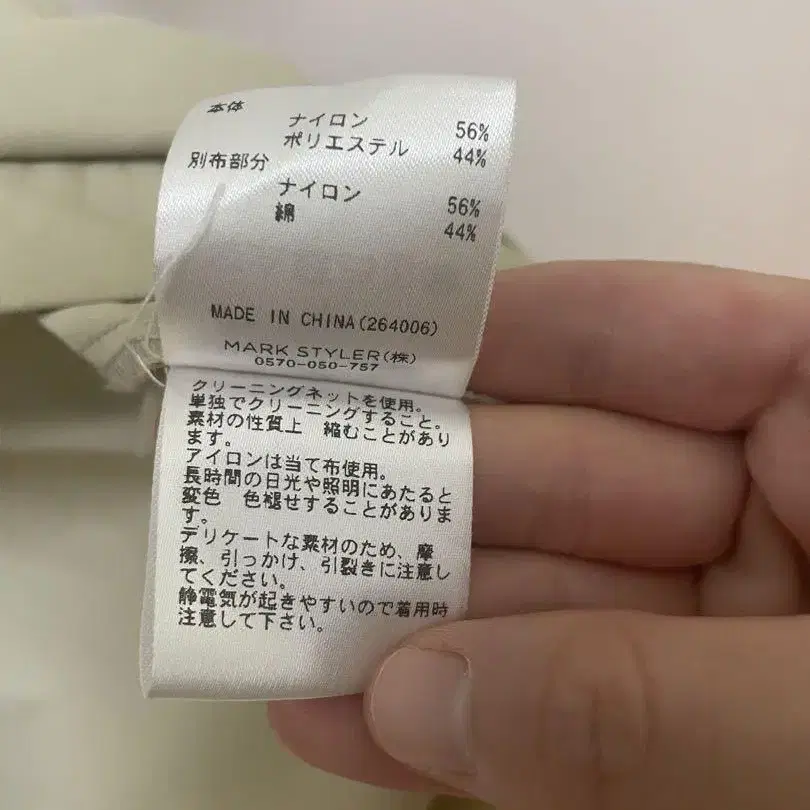 本体
ナイロン 56%
ポリエステル 44%
別布部分
ナイロン 56%
綿 44%
MADE IN CHINA(264006)
MARK STYLER(株)
0570-050-757
クリーニングネットを使用。
単独でクリーニングすること。
素材の性質上 縮むことがあり
ます。
アイロンは当て布使用。
長時間の日光や照明にあたると
変色 色褪せすることがありま
す。
デリケートな素材のため、摩
擦、引っかけ、引裂きに注意し
てください。
静電気が起きやすいので着用時
注意して下さい。